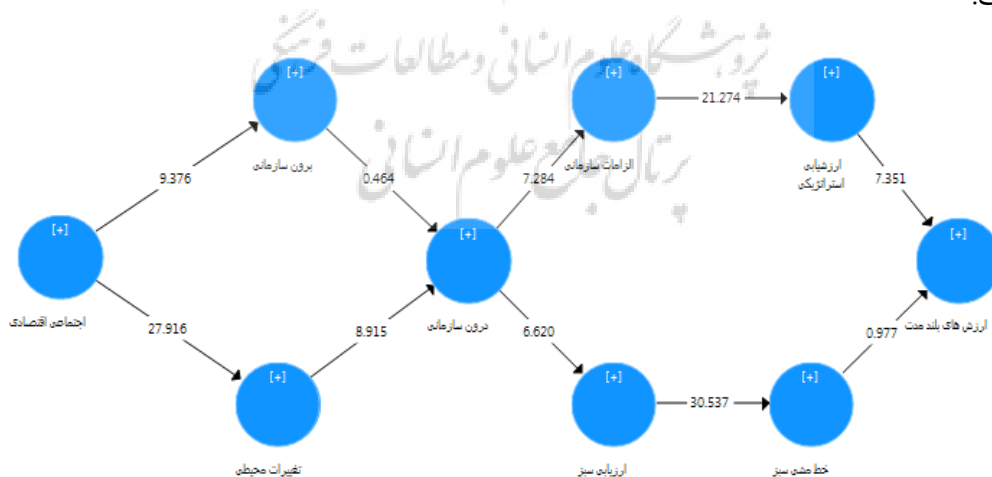 پژوهشگاه علوم انسانی و مطالعات فرهنگی
پرتال جامع علوم انسانی
[+]
برون سازمانی
[+]
الزامات سازمانی
[+]
ارزشیابی
استراتژیکی
21.274
9.376
0.464
7.284
7.351
[+]
اجتماعی اقتصادی
[+]
درون سازمانی
[+]
ارزش های بلند مدت
27.916
8.915
6.620
0.977
[+]
تغییرات محیطی
[+]
ارزیابی سبز
30.537
[+]
خط مشی سبز